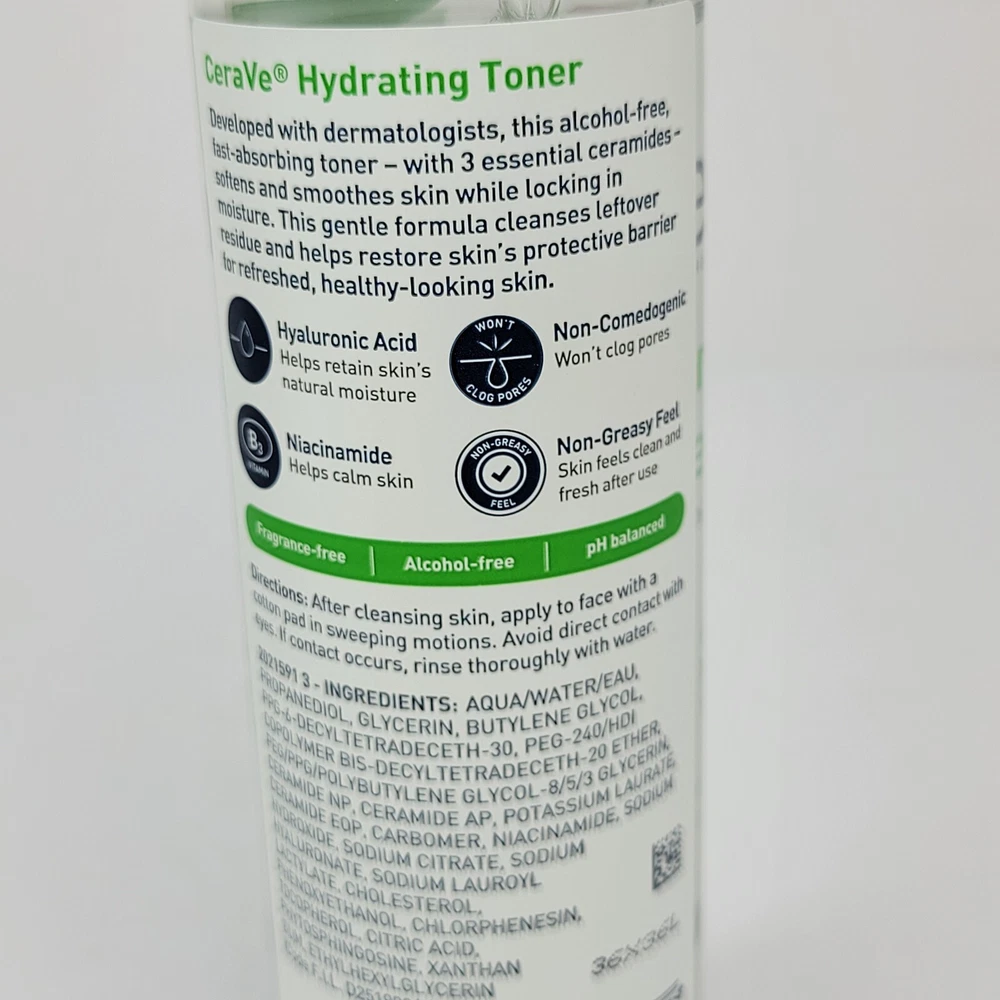 CeraVe® Hydrating Toner
Developed with dermatologists, this alcohol-free,
fast-absorbing toner – with 3 essential ceramides –
softens and smoothes skin while locking in
moisture. This gentle formula cleanses leftover
residue and helps restore skin's protective barrier
for refreshed, healthy-looking skin.
Hyaluronic Acid
Helps retain skin's
natural moisture
WON'T
CLOG PORES
Non-Comedogenic
Won't clog pores
B3
VITAMIN
Niacinamide
Helps calm skin
NON-GREASY
FEEL
Non-Greasy Feel
Skin feels clean and
fresh after use
Fragrance-free | Alcohol-free | pH balanced
Directions: After cleansing skin, apply to face with a
cotton pad in sweeping motions. Avoid direct contact with
eyes. If contact occurs, rinse thoroughly with water.
2021591 3 - INGREDIENTS: AQUA/WATER/EAU,
PROPANEDIOL, GLYCERIN, BUTYLENE GLYCOL,
PPG-6-DECYLTETRADECETH-30, PEG-240/HDI
COPOLYMER BIS-DECYLTETRADECETH-20 ETHER,
PEG/PPG/POLYBUTYLENE GLYCOL-8/5/3 GLYCERIN,
CERAMIDE NP, CERAMIDE AP, POTASSIUM LAURATE,
CERAMIDE EOP, CARBOMER, NIACINAMIDE, SODIUM
HYDROXIDE, SODIUM CITRATE, SODIUM
HYALURONATE, SODIUM LAUROYL
LACTYLATE, CHOLESTEROL,
PHENOXYETHANOL, CHLORPHENESIN,
TOCOPHEROL, CITRIC ACID,
PHYTOSPHINGOSINE, XANTHAN
GUM, ETHYLHEXYLGLYCERIN
F.I.L.
36X36L